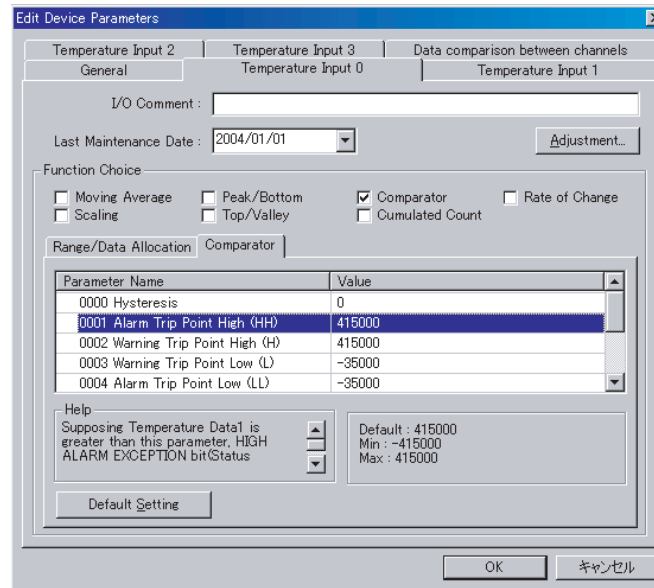 Edit Device Parameters
Temperature Input 2 Temperature Input 3 Data comparison between channels
General Temperature Input 0 Temperature Input 1
I/O Comment :
Last Maintenance Date : 2004/01/01 Adjustment...
Function Choice
Moving Average Peak/Bottom Comparator Rate of Change
Scaling Top/Valley Cumulated Count
Range/Data Allocation Comparator
Parameter Name Value
0000 Hysteresis 0
0001 Alarm Trip Point High (HH) 415000
0002 Warning Trip Point High (H) 415000
0003 Warning Trip Point Low (L) -35000
0004 Alarm Trip Point Low (LL) -35000
Help
Supposing Temperature Data1 is
greater than this parameter, HIGH
ALARM EXCEPTION bit(Status
Default : 415000
Min : -415000
Max : 415000
Default Setting
OK キャンセル